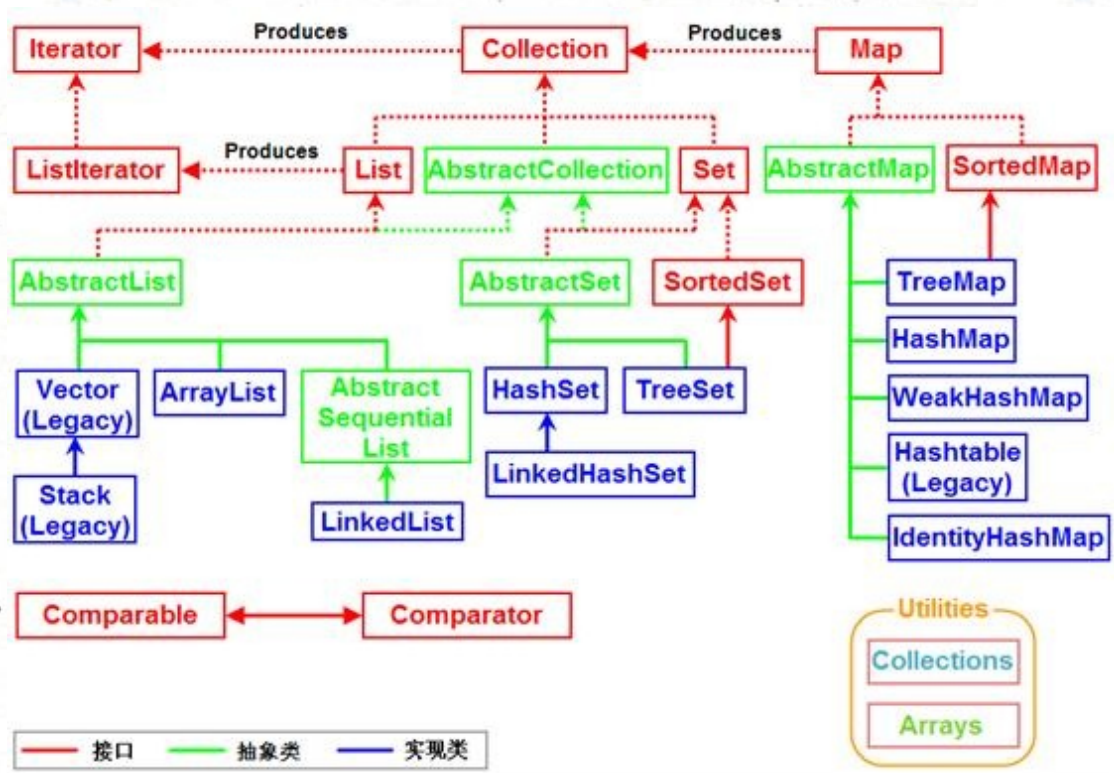 Produces
Produces
Iterator
Collection
Map
Produces
ListIterator
List
AbstractCollection
Set
AbstractMap
SortedMap
AbstractList
AbstractSet
SortedSet
TreeMap
HashMap
Vector
(Legacy)
ArrayList
Abstract
Sequential
List
HashSet
TreeSet
WeakHashMap
Hashtable
(Legacy)
LinkedHashSet
Stack
(Legacy)
LinkedList
IdentityHashMap
Comparable
Comparator
Utilities
Collections
Arrays
接口
抽象类
实现类